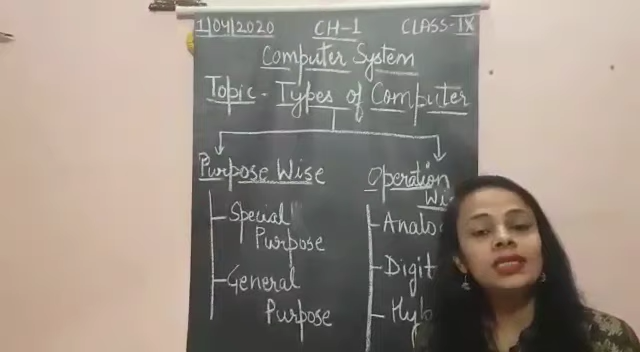 1/04/2020 CH-1 CLASS-IX
Computer System
Topic - Types of Computer
Purpose Wise
Special
Purpose
General
Purpose
Operation